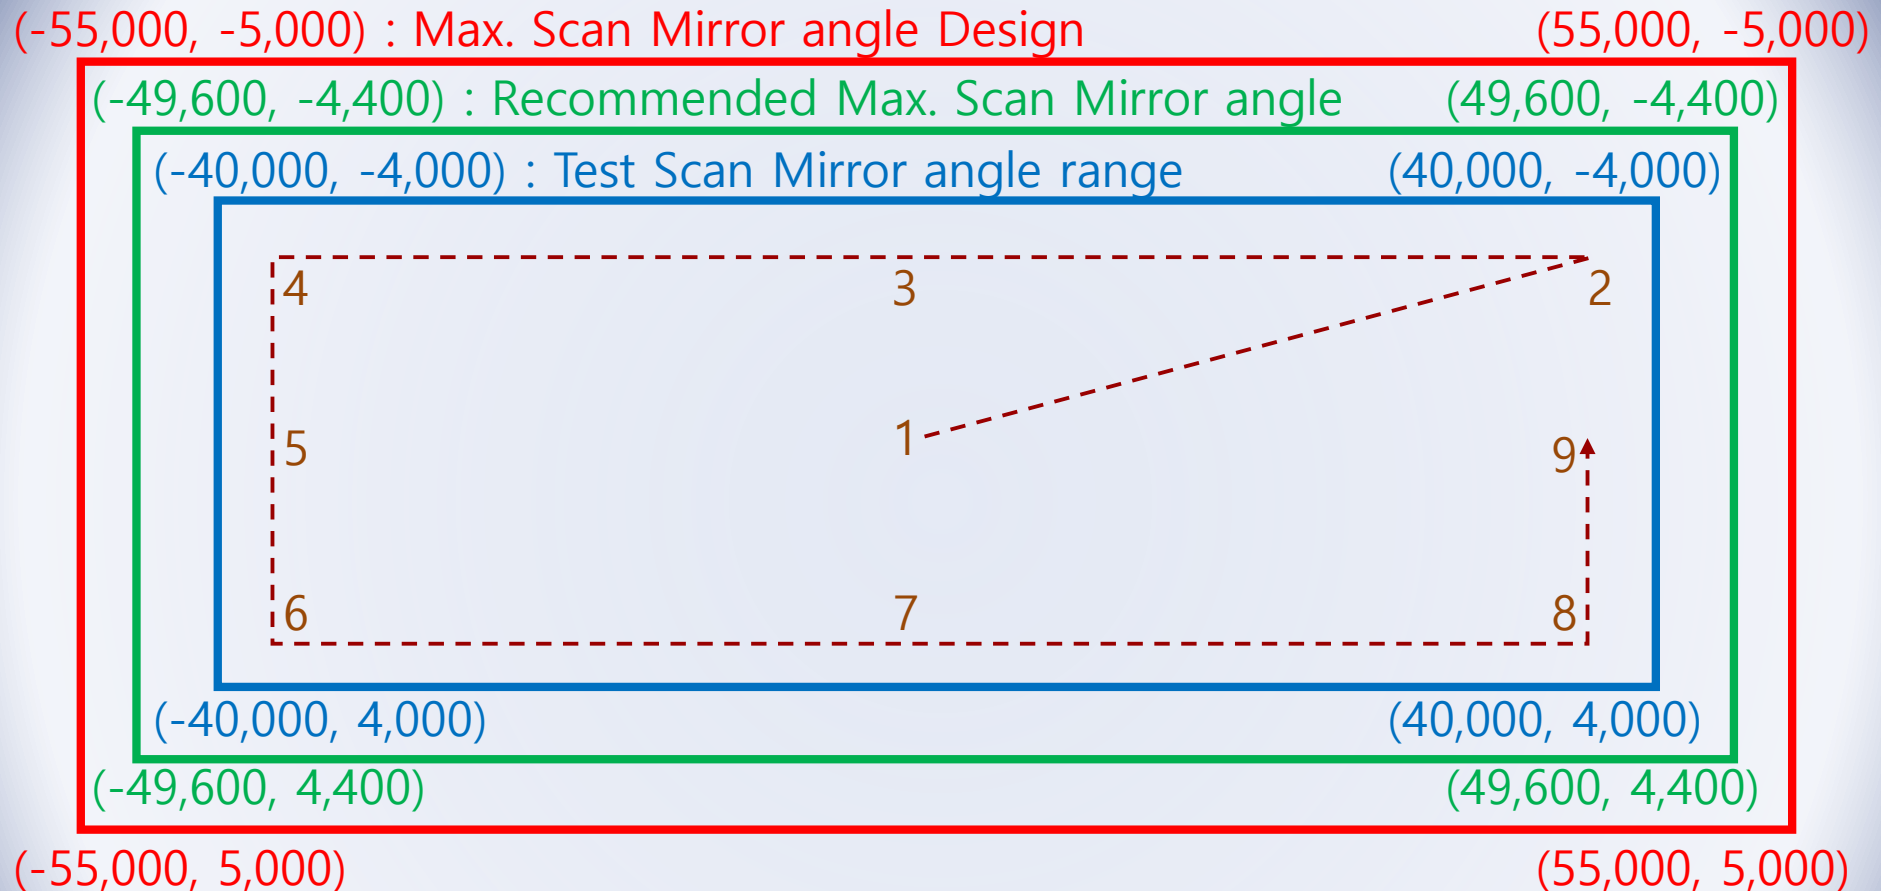 (-55,000, -5,000) : Max. Scan Mirror angle Design (55,000, -5,000)
(-49,600, -4,400) : Recommended Max. Scan Mirror angle (49,600, -4,400)
(-40,000, -4,000) : Test Scan Mirror angle range (40,000, -4,000)
4 3 2
5 1 9
6 7 8
(-40,000, 4,000) (40,000, 4,000)
(-49,600, 4,400) (49,600, 4,400)
(-55,000, 5,000) (55,000, 5,000)